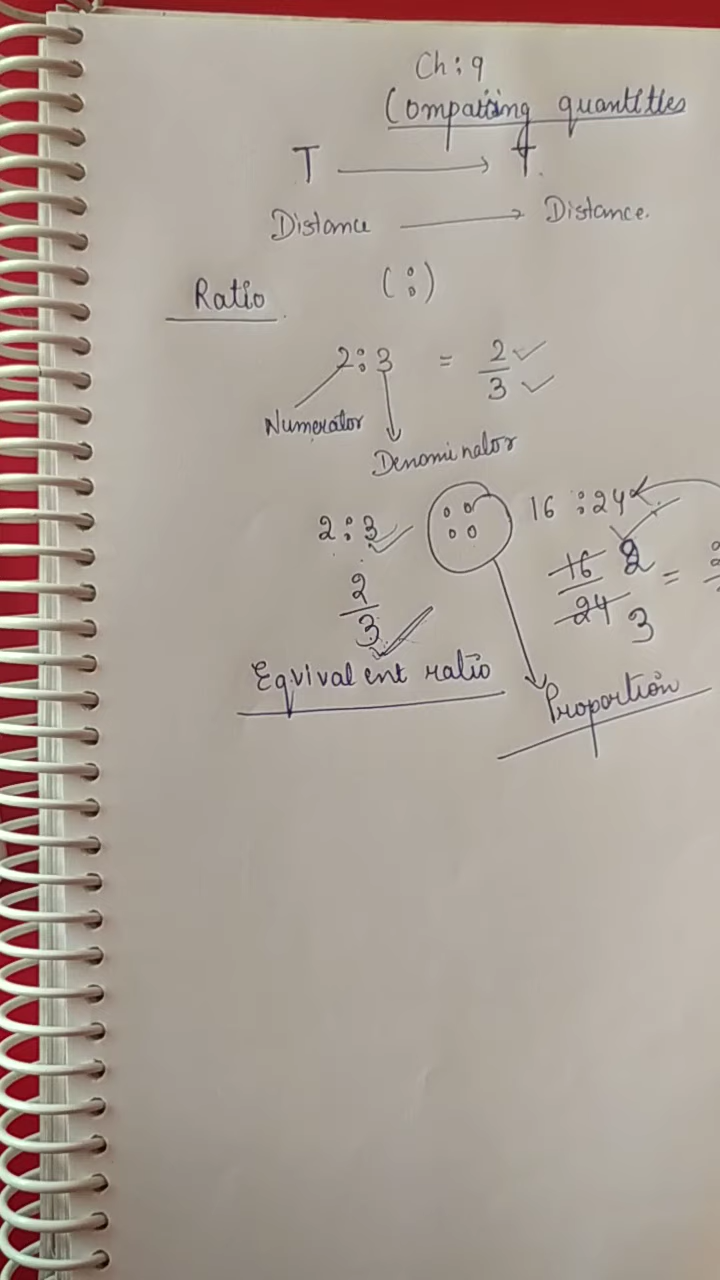 Ch:9
Comparing quantities
T → T.
Distance → Distance.
Ratio (:)
2:3 = 2/3
Numerator
Denominator
2:3 :: 16:24
2/3
16/24 2/3 =
Eqvivalent ratio
Proportion